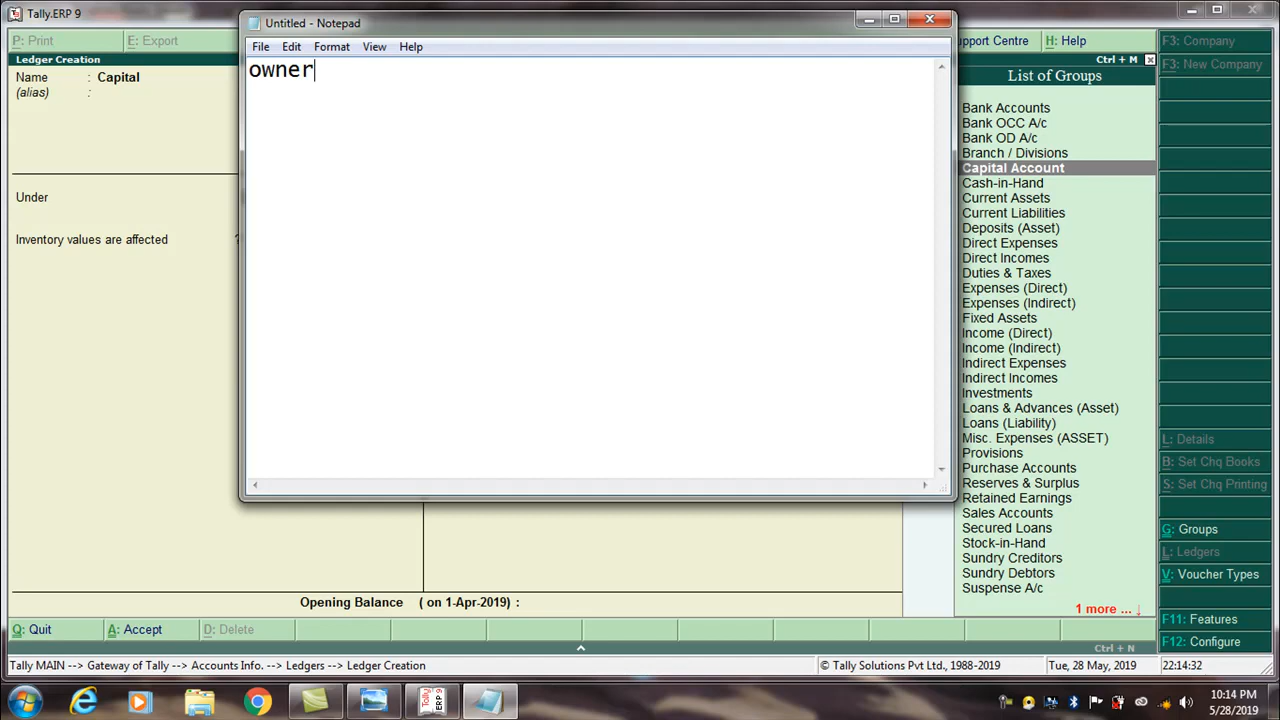 Tally.ERP 9
Untitled - Notepad
P: Print
E: Export
File Edit Format View Help
pport Centre
H: Help
F3: Company
F3: New Company
Ledger Creation
Ctrl + M
Name : Capital
(alias) :
owner
List of Groups
Bank Accounts
Bank OCC A/c
Bank OD A/c
Branch / Divisions
Capital Account
Cash-in-Hand
Current Assets
Current Liabilities
Deposits (Asset)
Direct Expenses
Direct Incomes
Duties & Taxes
Expenses (Direct)
Expenses (Indirect)
Fixed Assets
Income (Direct)
Income (Indirect)
Indirect Expenses
Indirect Incomes
Investments
Loans & Advances (Asset)
Loans (Liability)
Misc. Expenses (ASSET)
Provisions
Purchase Accounts
Reserves & Surplus
Retained Earnings
Sales Accounts
Secured Loans
Stock-in-Hand
Sundry Creditors
Sundry Debtors
Suspense A/c
1 more ... ↓
Under
Inventory values are affected ?
L: Details
B: Set Chq Books
S: Set Chq Printing
G: Groups
L: Ledgers
V: Voucher Types
F11: Features
F12: Configure
Opening Balance ( on 1-Apr-2019) :
Q: Quit
A: Accept
D: Delete
Ctrl + N
Tally MAIN --> Gateway of Tally --> Accounts Info. --> Ledgers --> Ledger Creation
© Tally Solutions Pvt Ltd., 1988-2019
Tue, 28 May, 2019
22:14:32
Tally
ERP 9
10:14 PM
5/28/2019